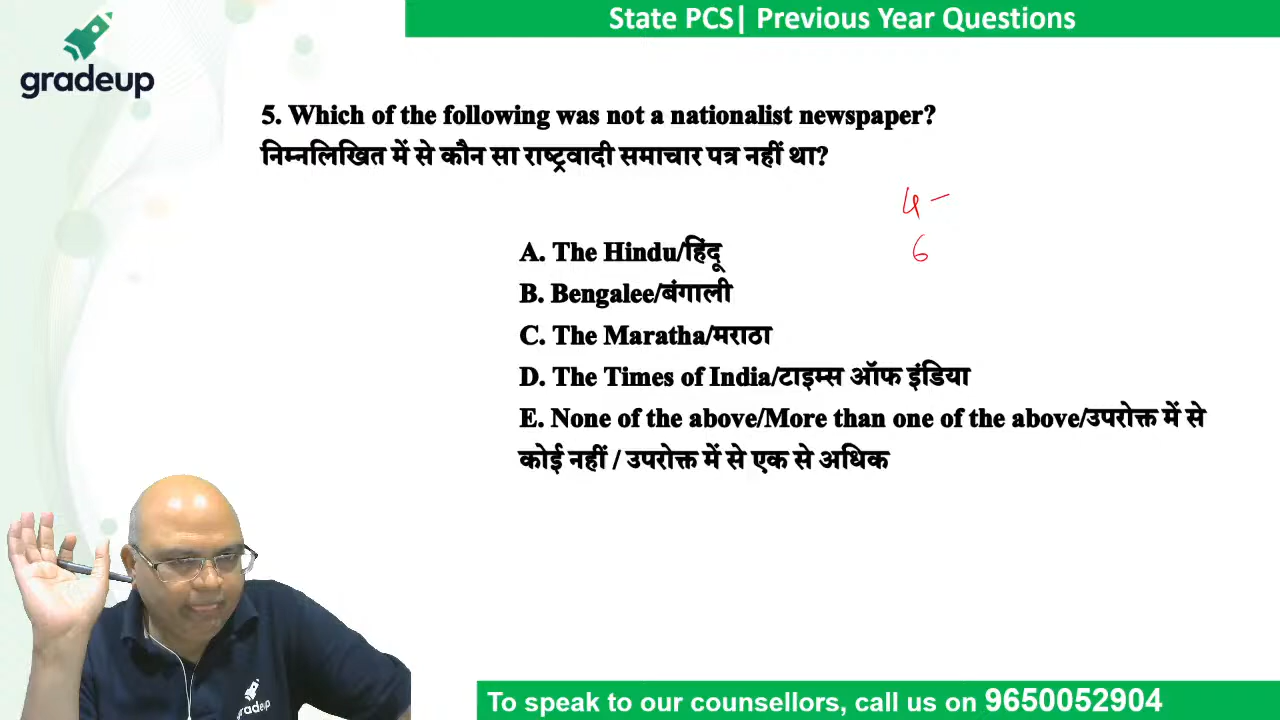 State PCS| Previous Year Questions
gradeup
5. Which of the following was not a nationalist newspaper?
निम्नलिखित में से कौन सा राष्ट्रवादी समाचार पत्र नहीं था?
4 -
6
A. The Hindu/हिंदू
B. Bengalee/बंगाली
C. The Maratha/मराठा
D. The Times of India/टाइम्स ऑफ इंडिया
E. None of the above/More than one of the above/उपरोक्त में से
कोई नहीं / उपरोक्त में से एक से अधिक
gradeup
To speak to our counsellors, call us on 9650052904